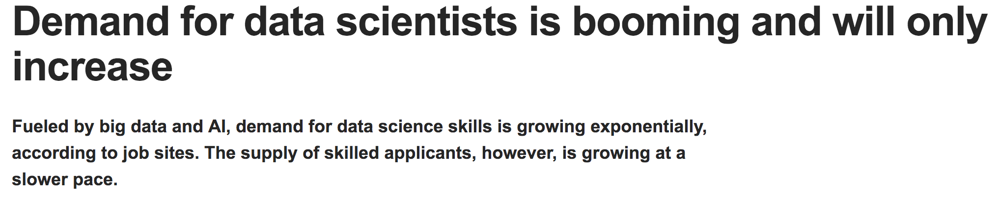 Demand for data scientists is booming and will only
increase
Fueled by big data and AI, demand for data science skills is growing exponentially,
according to job sites. The supply of skilled applicants, however, is growing at a
slower pace.